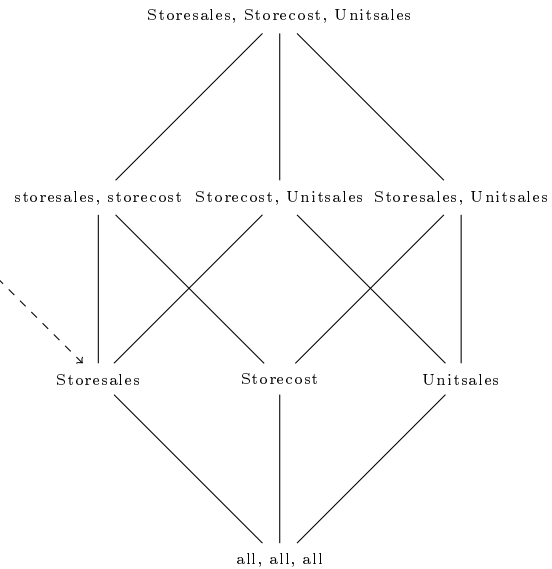 Storesales, Storecost, Unitsales
storesales, storecost Storecost, Unitsales Storesales, Unitsales
Storesales Storecost Unitsales
all, all, all